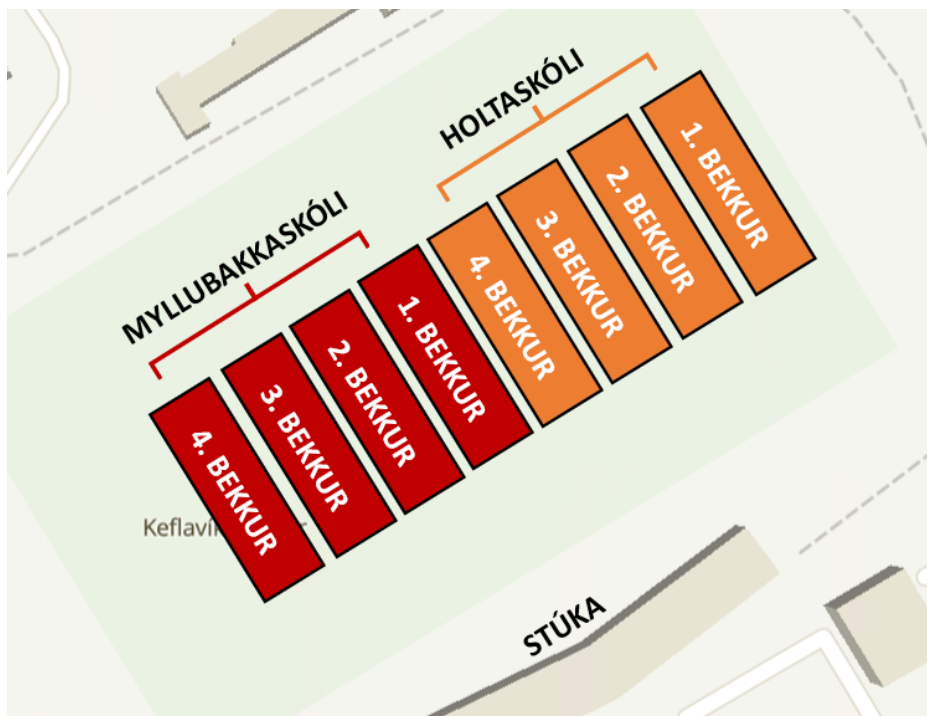 HOLTASKÓLI
MYLLUBAKKASKÓLI
4. BEKKUR
3. BEKKUR
2. BEKKUR
1. BEKKUR
4. BEKKUR
3. BEKKUR
2. BEKKUR
1. BEKKUR
STÚKA